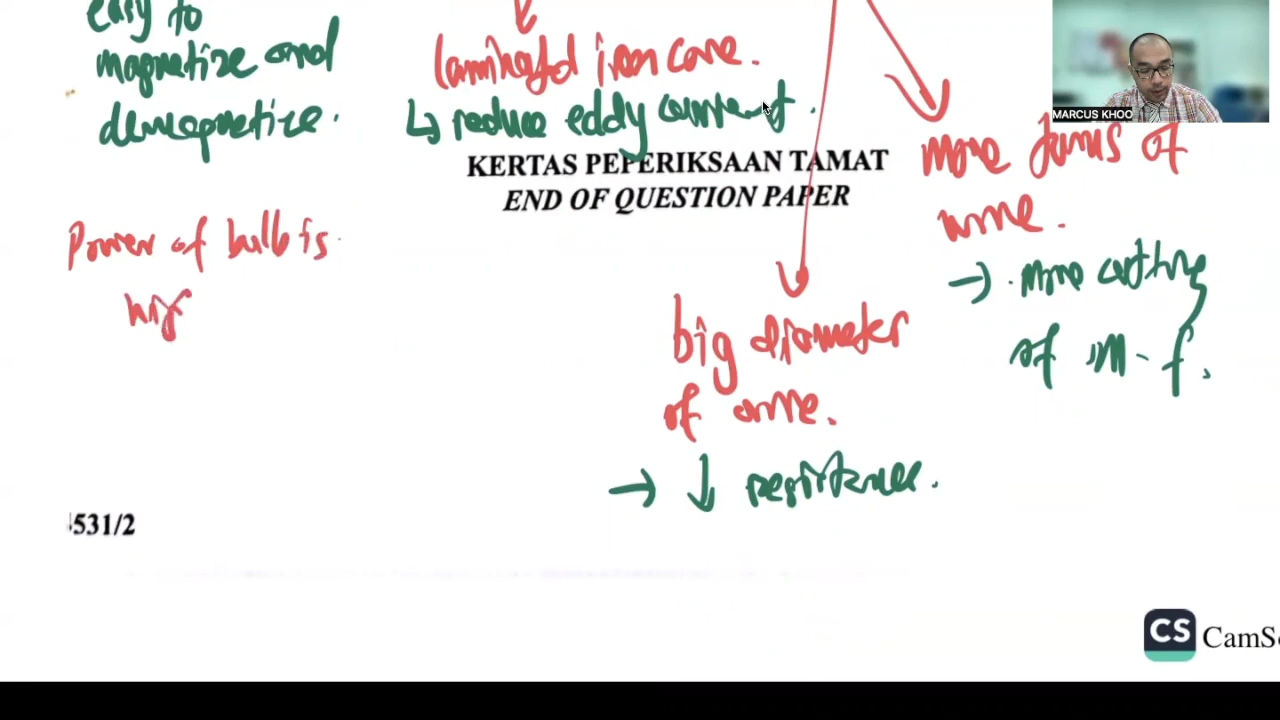 easy to
magnetize and
demagnetize.
laminated iron core.
↳ reduce eddy current.
MARCUS KHOO
KERTAS PEPERIKSAAN TAMAT
END OF QUESTION PAPER
more turns of
wire.
→ more cutting
of m-f.
Power of bulb is
big diameter
of wire.
→ ↓ resistance.
531/2
CS CamSc